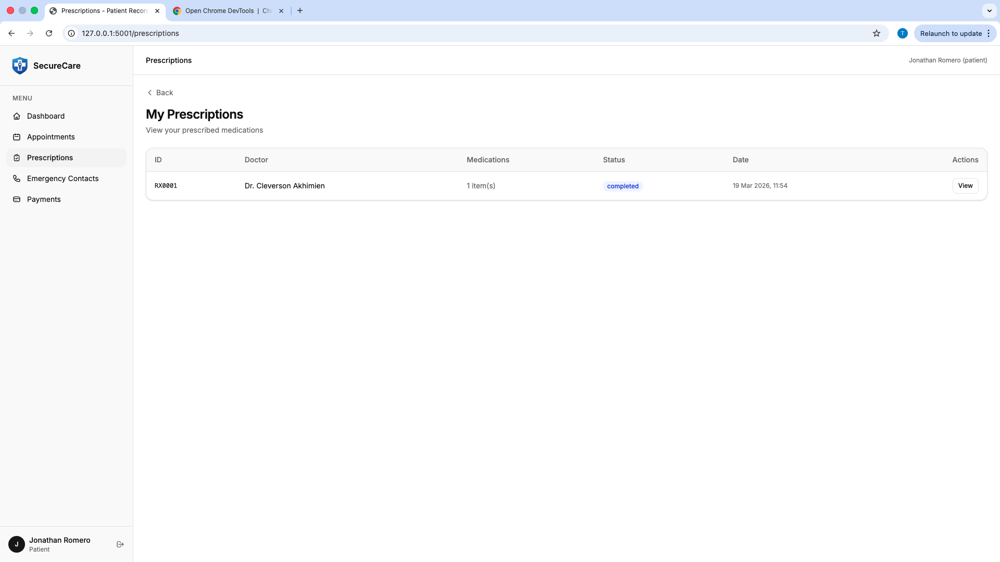 Prescriptions - Patient Recor
Open Chrome DevTools | Ch
127.0.0.1:5001/prescriptions
T
Relaunch to update
SecureCare
Prescriptions
Jonathan Romero (patient)
MENU
Dashboard
Appointments
Prescriptions
Emergency Contacts
Payments
Back
My Prescriptions
View your prescribed medications
ID Doctor Medications Status Date Actions
RX0001 Dr. Cleverson Akhimien 1 item(s) completed 19 Mar 2026, 11:54 View
J
Jonathan Romero
Patient